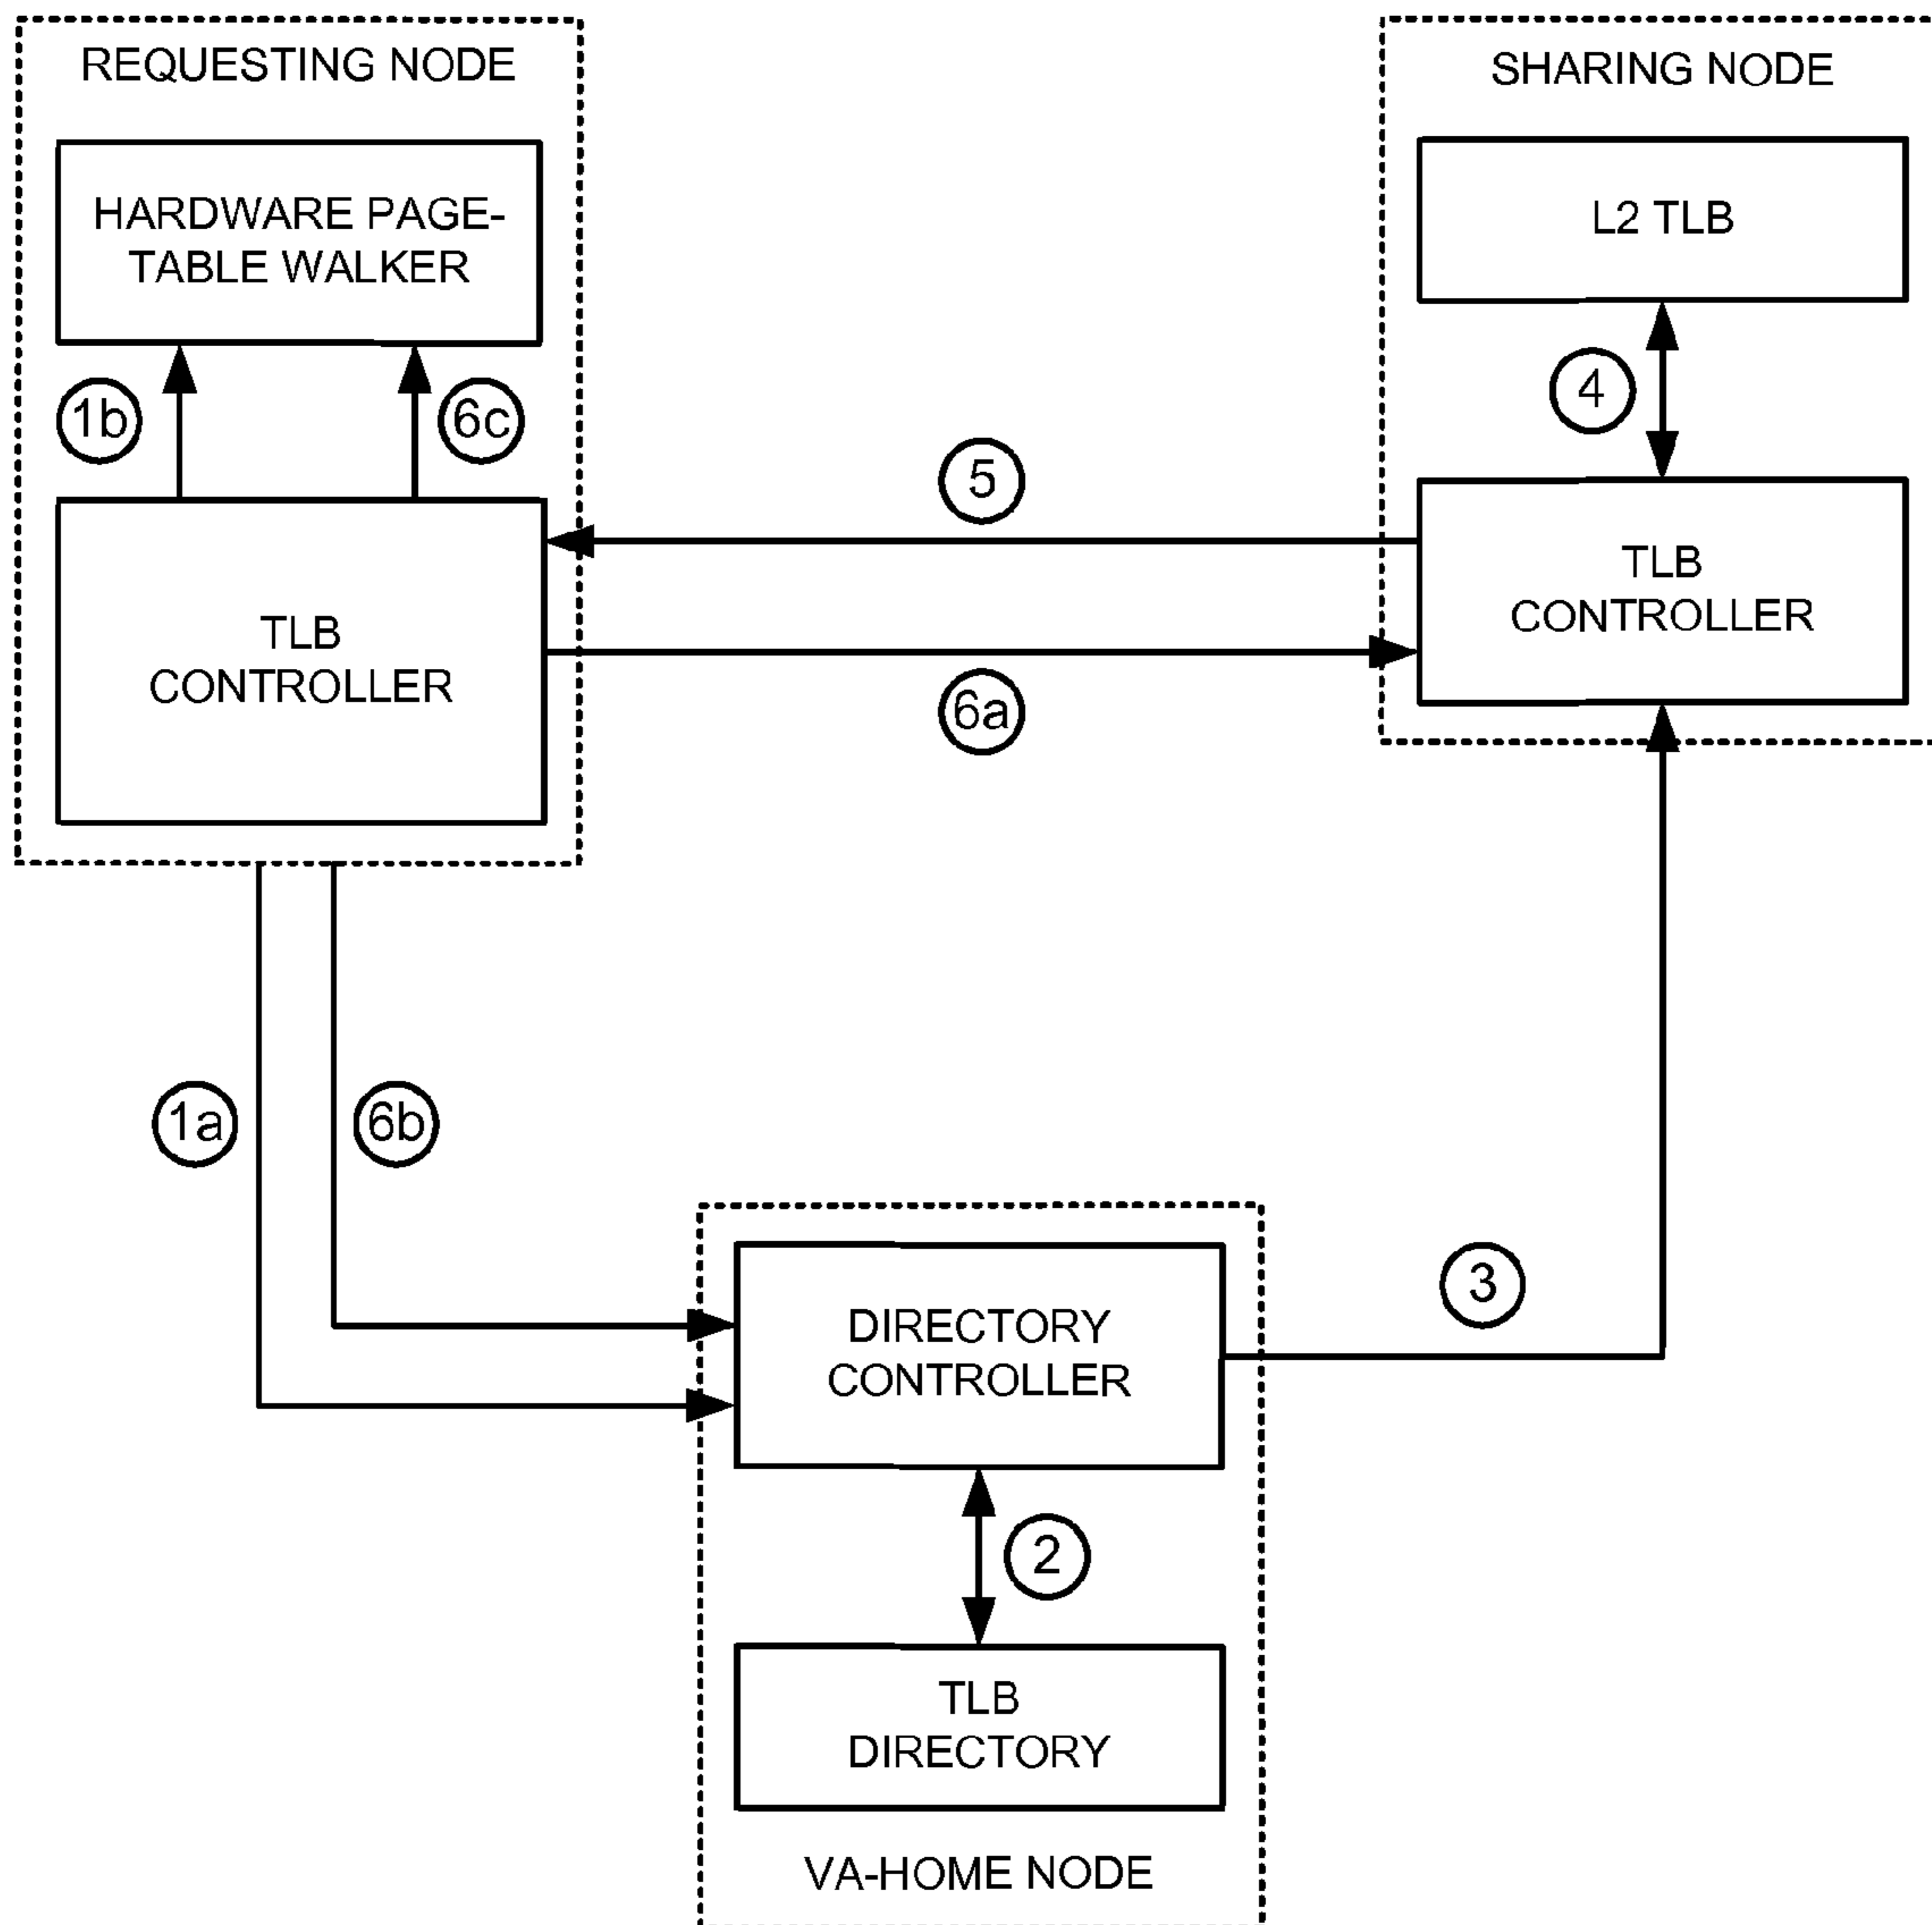 REQUESTING NODE
HARDWARE PAGE-
TABLE WALKER
1b
6c
TLB
CONTROLLER
5
6a
SHARING NODE
L2 TLB
4
TLB
CONTROLLER
1a
6b
3
DIRECTORY
CONTROLLER
2
TLB
DIRECTORY
VA-HOME NODE